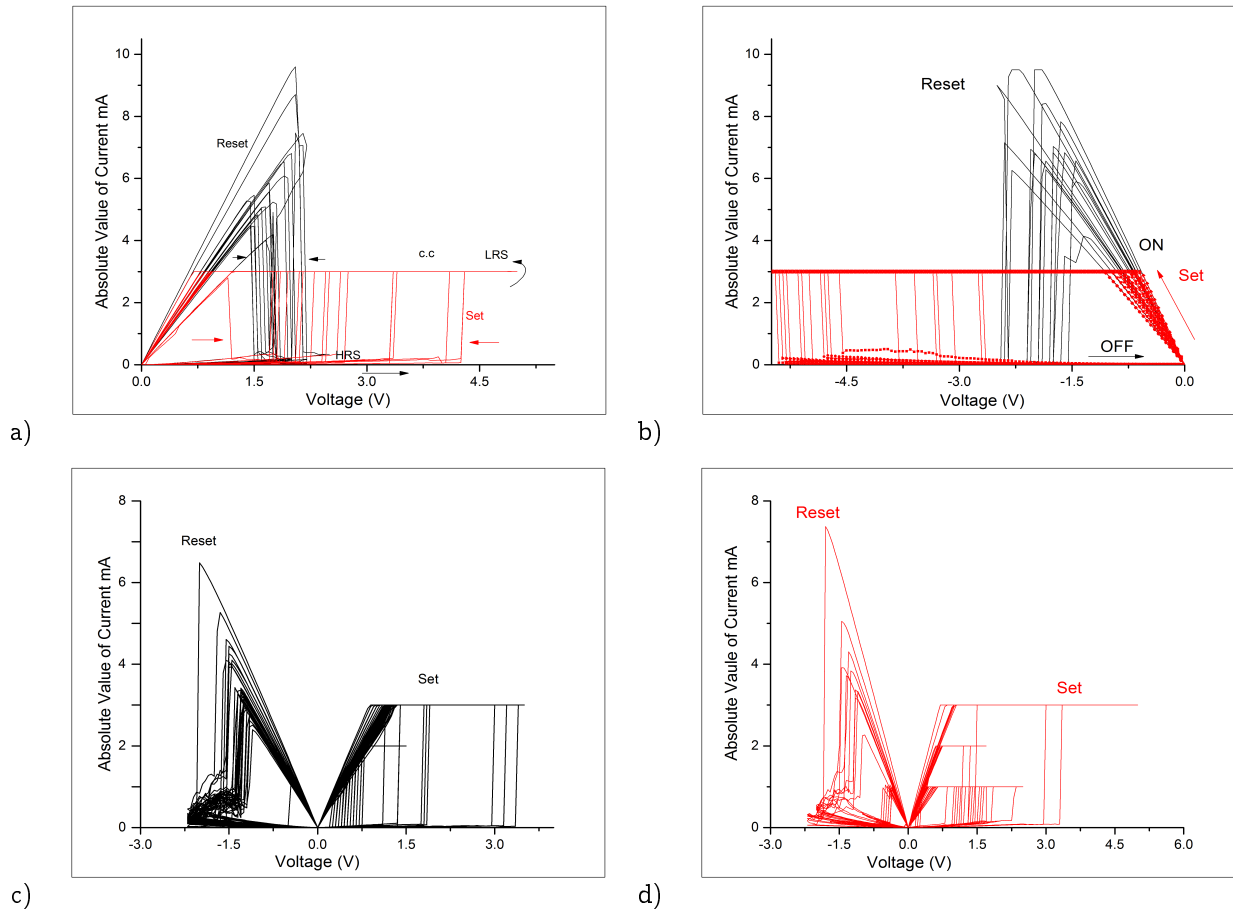 10
8
6
4
2
0
Absolute Value of Current mA
Reset
c.c
LRS
Set
HRS
0.0 1.5 3.0 4.5
Voltage (V)
a)
10
8
6
4
2
0
Absolute Value of Current mA
Reset
ON
Set
OFF
-4.5 -3.0 -1.5 0.0
Voltage (V)
b)
8
6
4
2
0
Absolute Value of Current mA
Reset
Set
-3.0 -1.5 0.0 1.5 3.0
Voltage (V)
c)
8
6
4
2
0
Absolute Vaule of Current mA
Reset
Set
-3.0 -1.5 0.0 1.5 3.0 4.5 6.0
Voltage (V)
d)